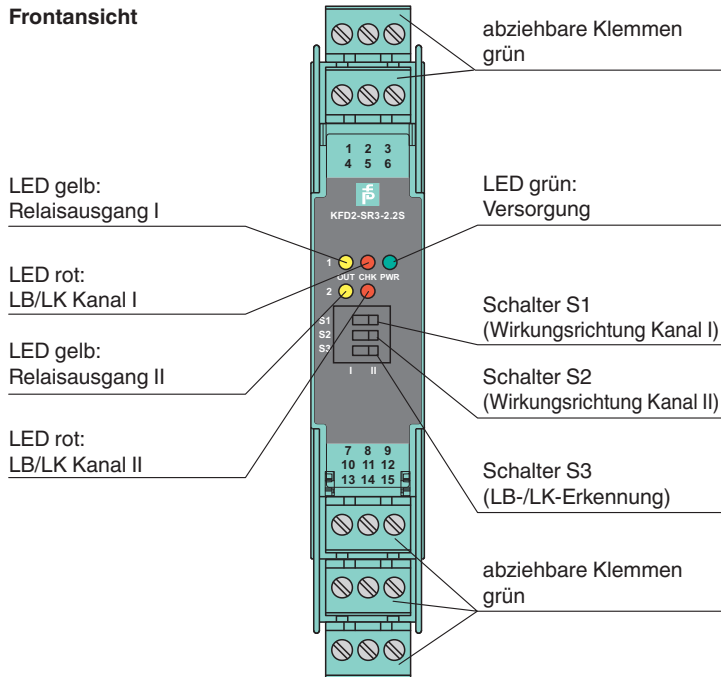 Frontansicht
abziehbare Klemmen
grün
1 2 3
4 5 6
LED gelb:
Relaisausgang I
LED grün:
Versorgung
KFD2-SR3-2.2S
1
OUT CHK PWR
2
LED rot:
LB/LK Kanal I
S1
S2
S3
I II
Schalter S1
(Wirkungsrichtung Kanal I)
LED gelb:
Relaisausgang II
Schalter S2
(Wirkungsrichtung Kanal II)
LED rot:
LB/LK Kanal II
7 8 9
10 11 12
13 14 15
Schalter S3
(LB-/LK-Erkennung)
abziehbare Klemmen
grün